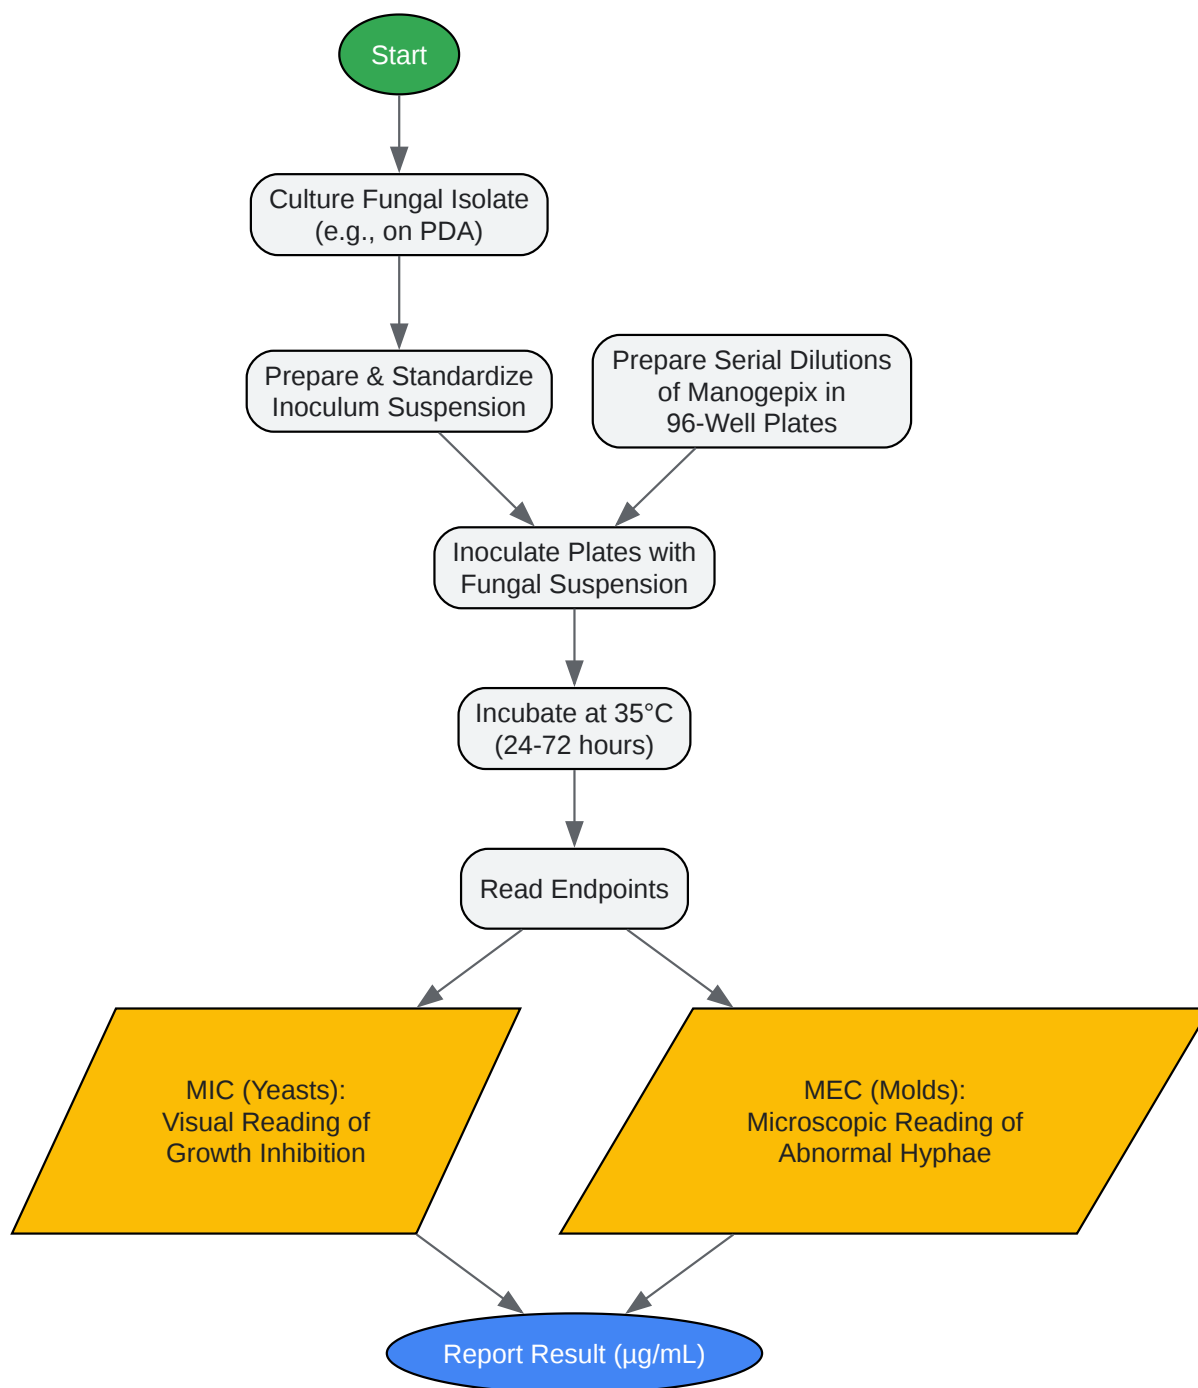 Start
Culture Fungal Isolate
(e.g., on PDA)
Prepare & Standardize
Inoculum Suspension
Prepare Serial Dilutions
of Manogepix in
96-Well Plates
Inoculate Plates with
Fungal Suspension
Incubate at 35°C
(24-72 hours)
Read Endpoints
MIC (Yeasts):
Visual Reading of
Growth Inhibition
MEC (Molds):
Microscopic Reading of
Abnormal Hyphae
Report Result (µg/mL)